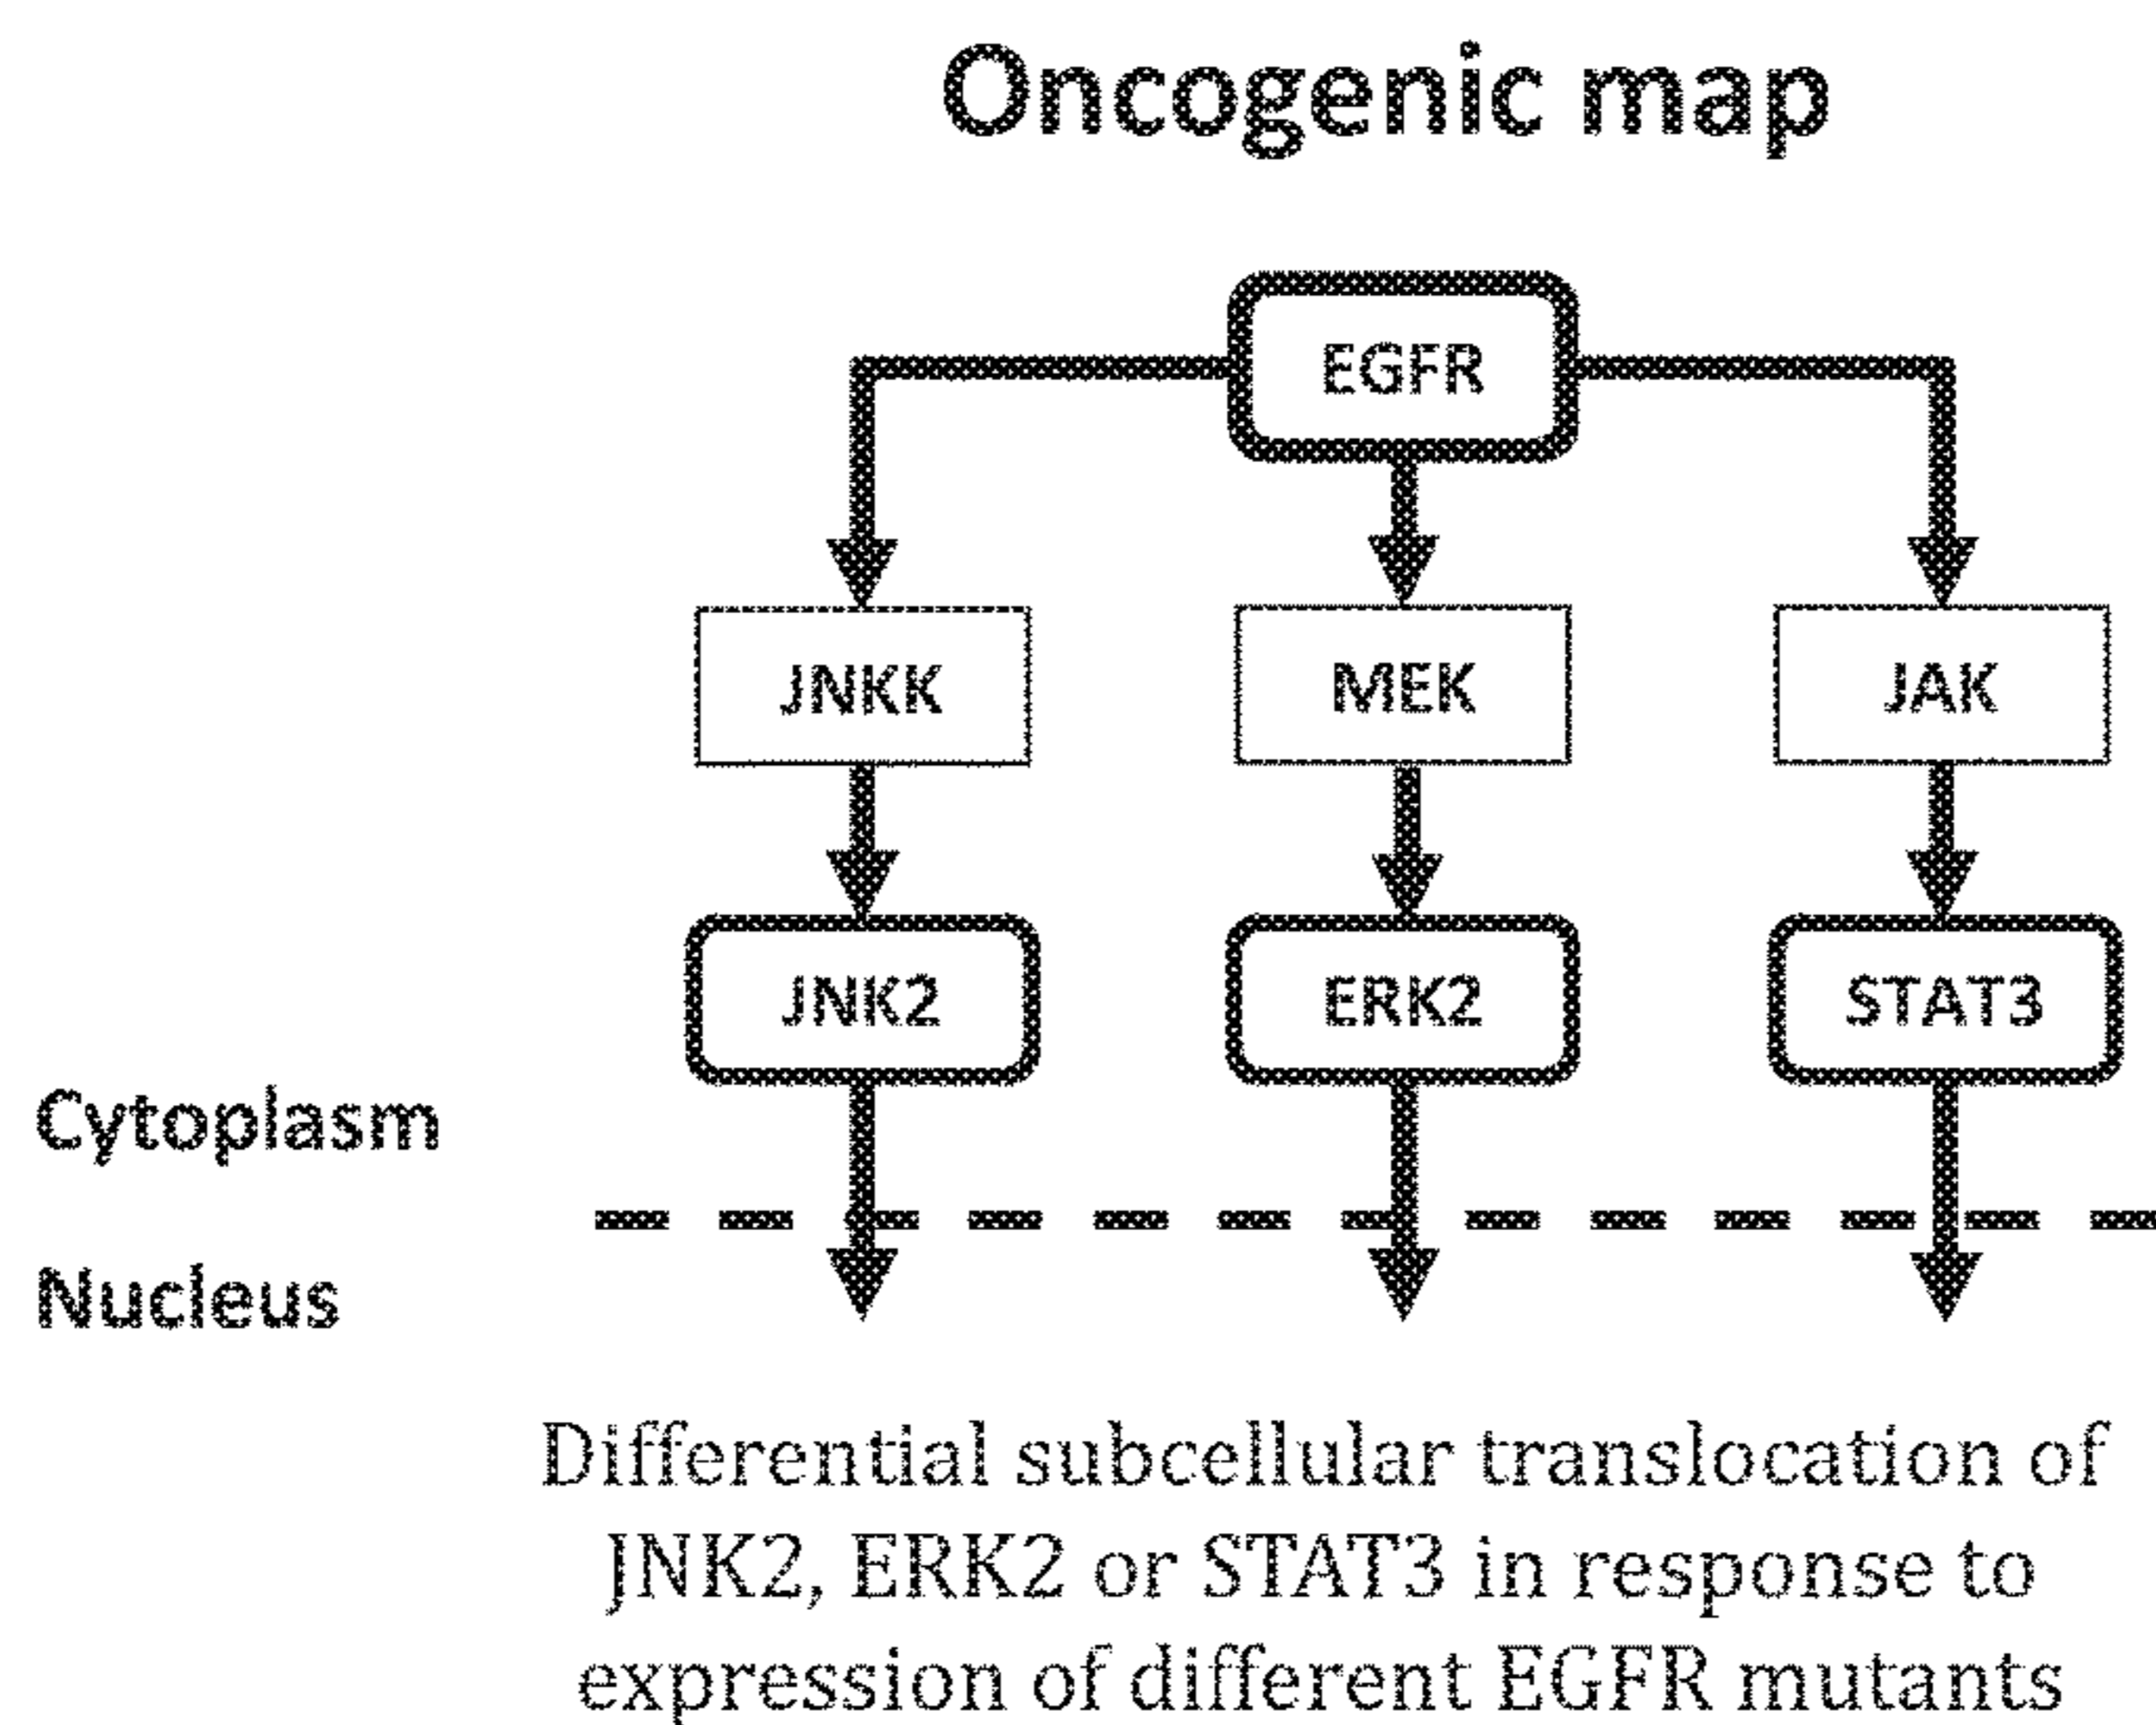 Oncogenic map
EGFR
JNKK
MEK
JAK
JNK2
ERK2
STAT3
Cytoplasm
Nucleus
Differential subcellular translocation of
JNK2, ERK2 or STAT3 in response to
expression of different EGFR mutants